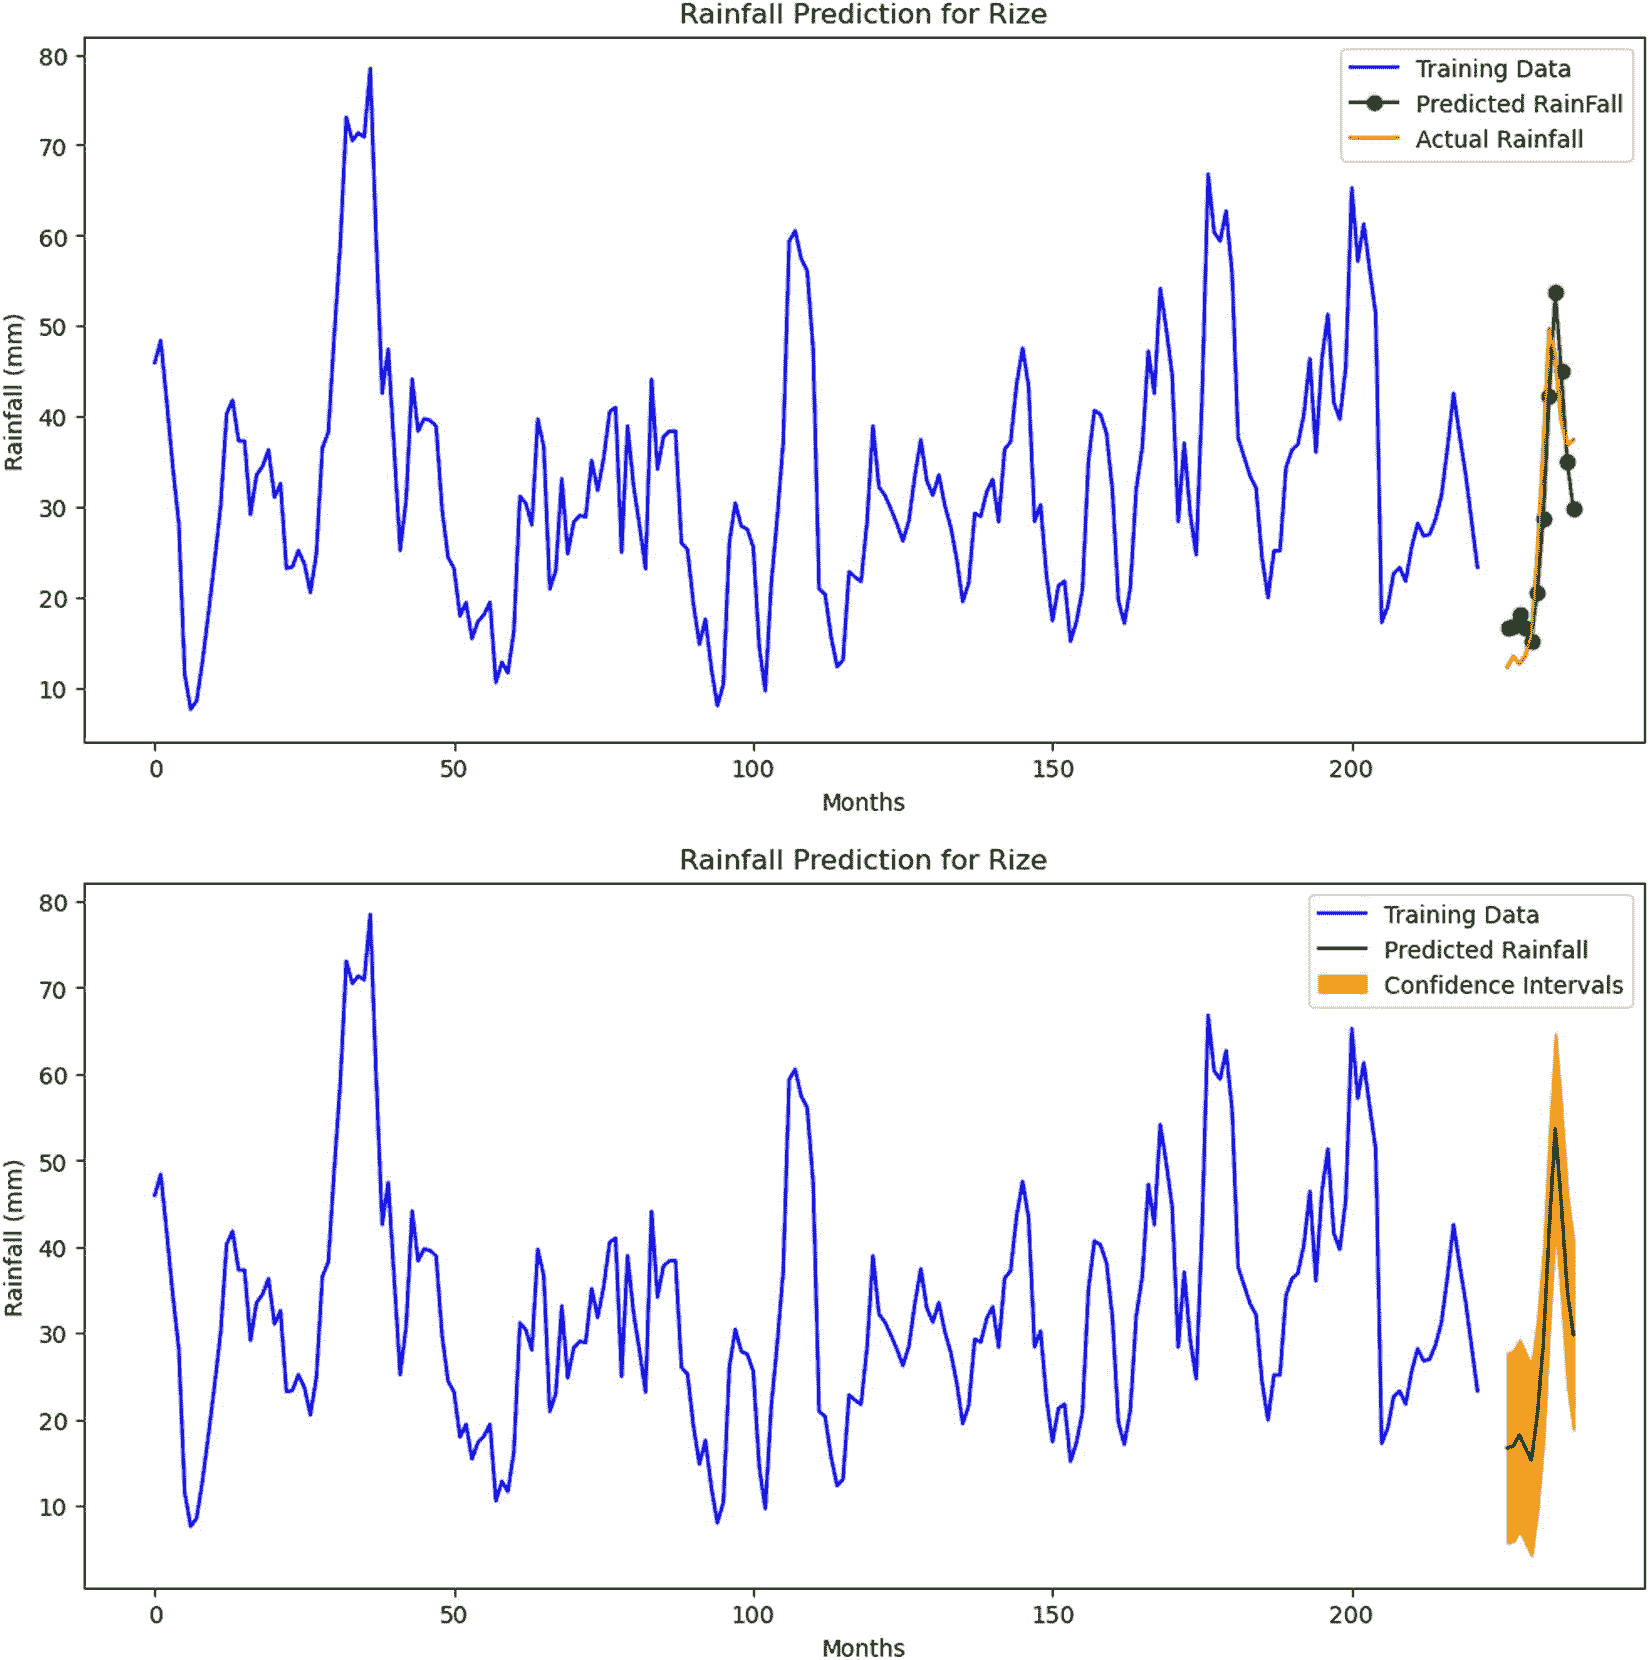 Rainfall Prediction for Rize
Training Data
Predicted RainFall
Actual Rainfall
80
70
60
50
40
30
20
10
Rainfall (mm)
0 50 100 150 200
Months
Rainfall Prediction for Rize
Training Data
Predicted Rainfall
Confidence Intervals
80
70
60
50
40
30
20
10
Rainfall (mm)
0 50 100 150 200
Months